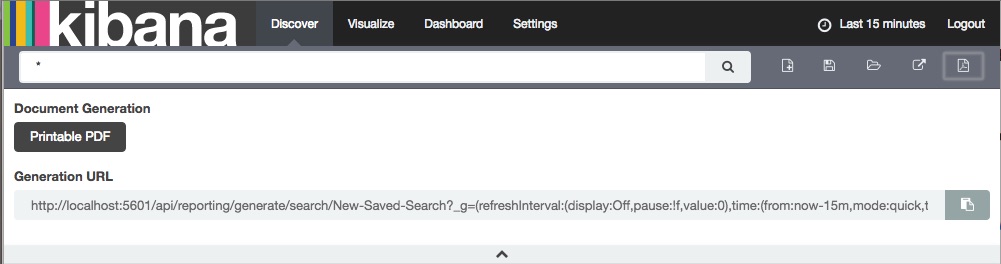 kibana Discover Visualize Dashboard Settings Last 15 minutes Logout
*
Document Generation
Printable PDF
Generation URL
http://localhost:5601/api/reporting/generate/search/New-Saved-Search?_g=(refreshInterval:(display:Off,pause:!f,value:0),time:(from:now-15m,mode:quick,t